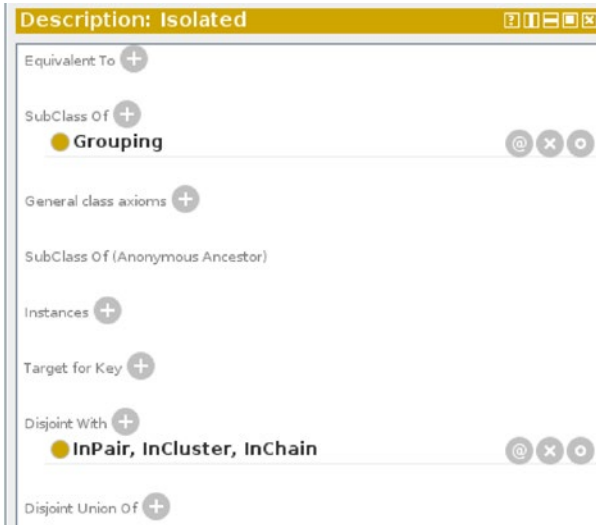 Description: Isolated
Equivalent To
SubClass Of
Grouping
General class axioms
SubClass Of (Anonymous Ancestor)
Instances
Target for Key
Disjoint With
InPair, InCluster, InChain
Disjoint Union Of